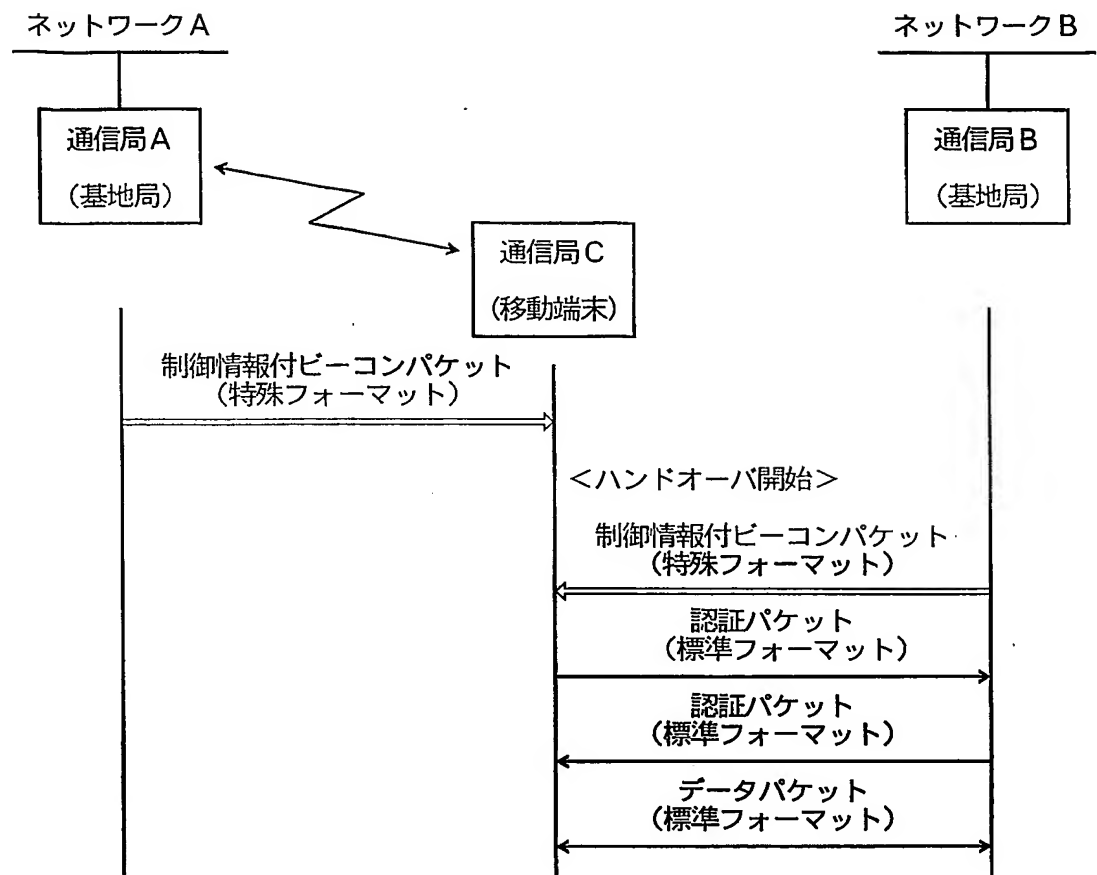 ネットワークA
ネットワークB
通信局A
(基地局)
通信局B
(基地局)
通信局C
(移動端末)
制御情報付ビーコンパケット
(特殊フォーマット)
<ハンドオーバ開始>
制御情報付ビーコンパケット
(特殊フォーマット)
認証パケット
(標準フォーマット)
認証パケット
(標準フォーマット)
データパケット
(標準フォーマット)